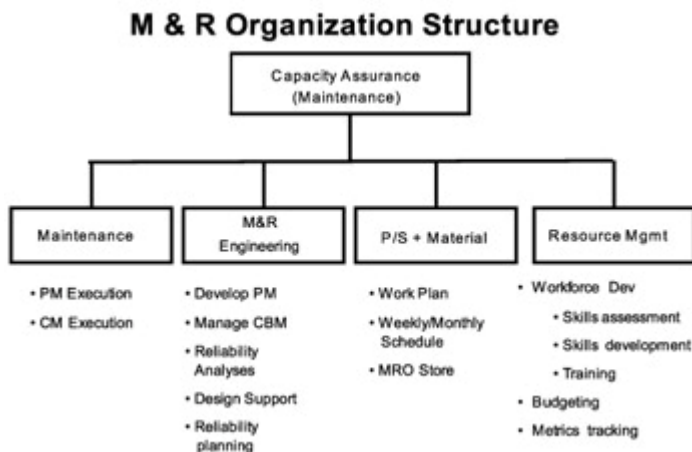 M & R Organization Structure
Capacity Assurance
(Maintenance)
Maintenance
• PM Execution
• CM Execution
M&R
Engineering
• Develop PM
• Manage CBM
• Reliability
Analyses
• Design Support
• Reliability
planning
P/S + Material
• Work Plan
• Weekly/Monthly
Schedule
• MRO Store
Resource Mgmt
• Workforce Dev
• Skills assessment
• Skills development
• Training
• Budgeting
• Metrics tracking